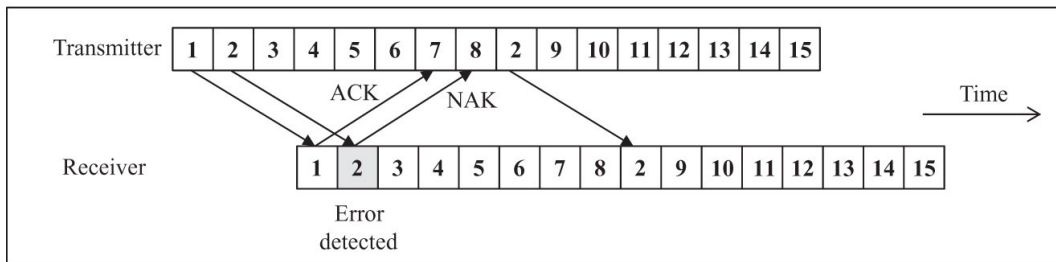 Transmitter 1 2 3 4 5 6 7 8 2 9 10 11 12 13 14 15
ACK NAK Time
Receiver 1 2 3 4 5 6 7 8 2 9 10 11 12 13 14 15
Error
detected